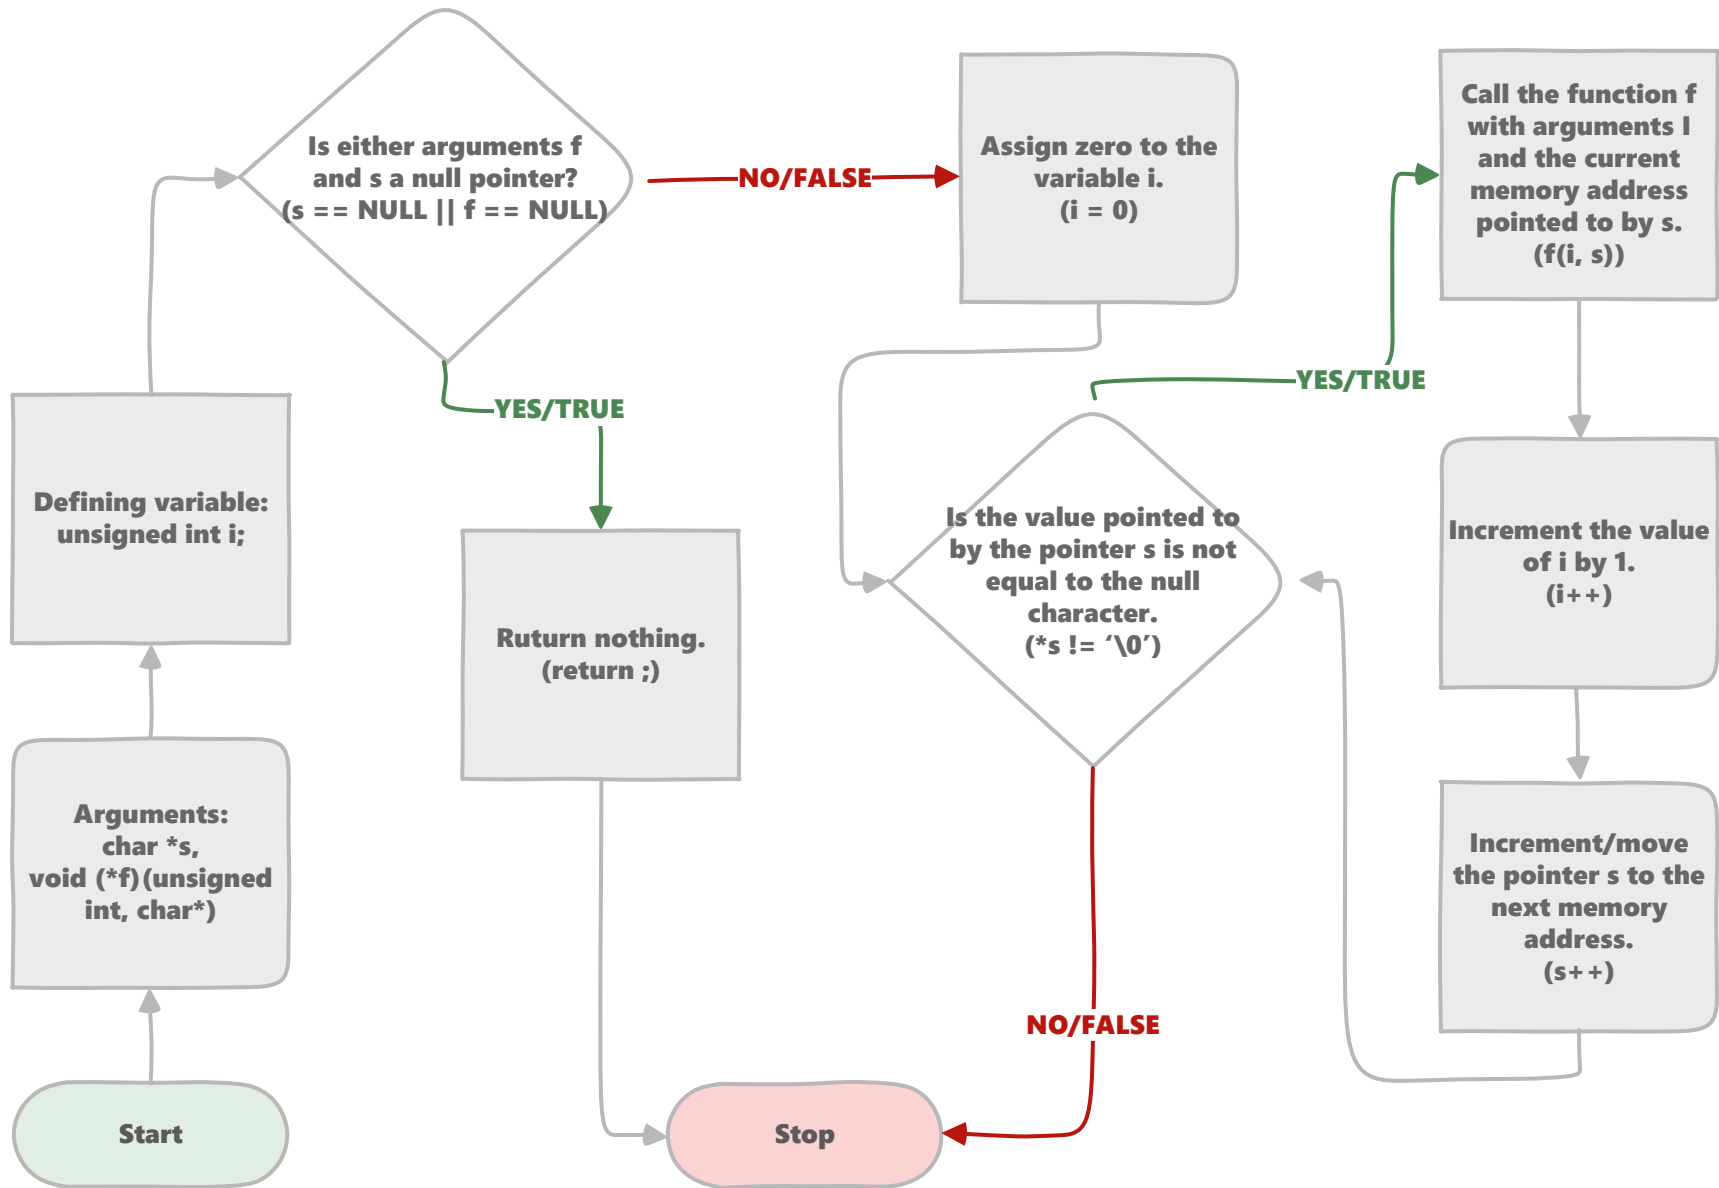 Start
Arguments:
char *s,
void (*f)(unsigned
int, char*)
Defining variable:
unsigned int i;
Is either arguments f
and s a null pointer?
(s == NULL || f == NULL)
YES/TRUE
Ruturn nothing.
(return ;)
NO/FALSE
Assign zero to the
variable i.
(i = 0)
Is the value pointed to
by the pointer s is not
equal to the null
character.
(*s != ‘\0’)
YES/TRUE
Call the function f
with arguments I
and the current
memory address
pointed to by s.
(f(i, s))
Increment the value
of i by 1.
(i++)
Increment/move
the pointer s to the
next memory
address.
(s++)
NO/FALSE
Stop